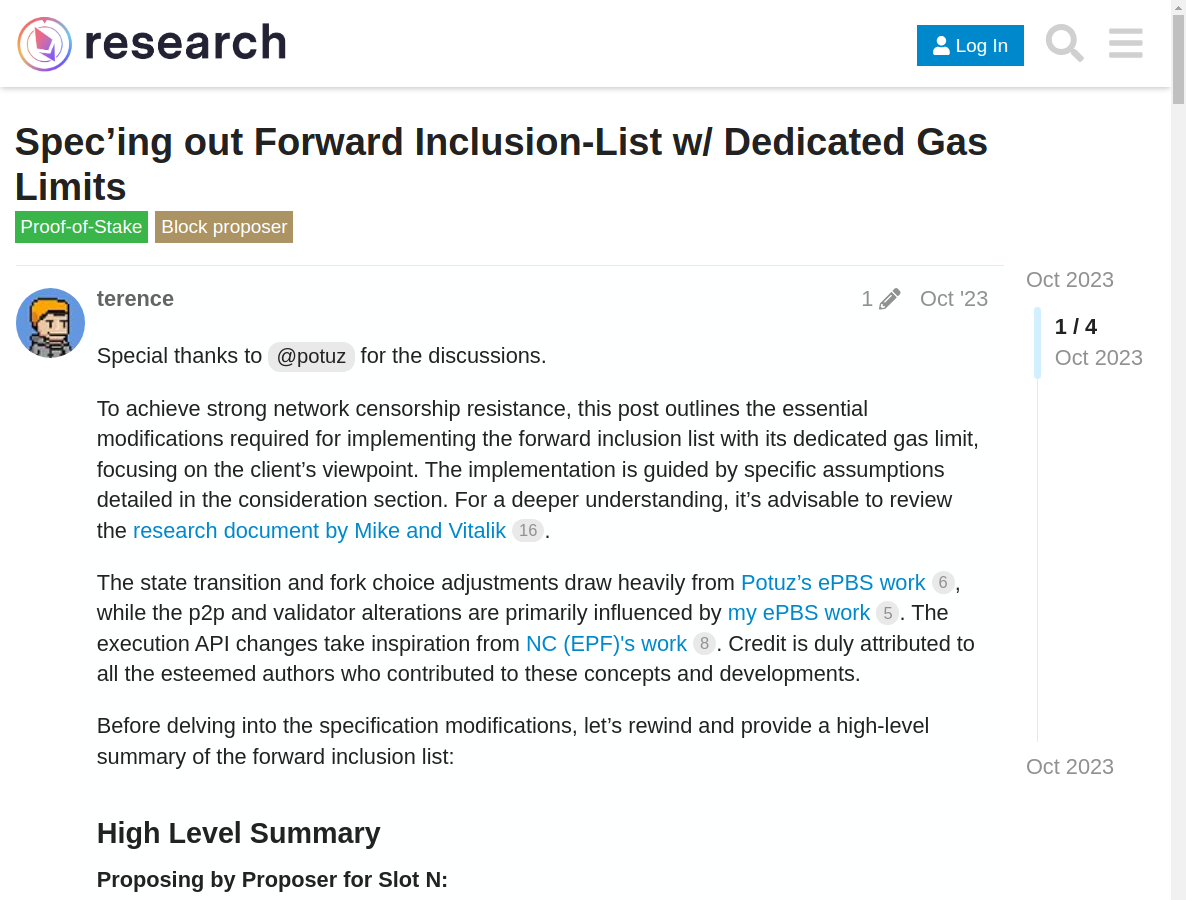 research
Log In
Spec’ing out Forward Inclusion-List w/ Dedicated Gas
Limits
Proof-of-Stake Block proposer
terence
1 Oct '23
Oct 2023
1 / 4
Oct 2023
Oct 2023
Special thanks to @potuz for the discussions.
To achieve strong network censorship resistance, this post outlines the essential
modifications required for implementing the forward inclusion list with its dedicated gas limit,
focusing on the client’s viewpoint. The implementation is guided by specific assumptions
detailed in the consideration section. For a deeper understanding, it’s advisable to review
the research document by Mike and Vitalik 16.
The state transition and fork choice adjustments draw heavily from Potuz’s ePBS work 6,
while the p2p and validator alterations are primarily influenced by my ePBS work 5. The
execution API changes take inspiration from NC (EPF)'s work 8. Credit is duly attributed to
all the esteemed authors who contributed to these concepts and developments.
Before delving into the specification modifications, let’s rewind and provide a high-level
summary of the forward inclusion list:
High Level Summary
Proposing by Proposer for Slot N: